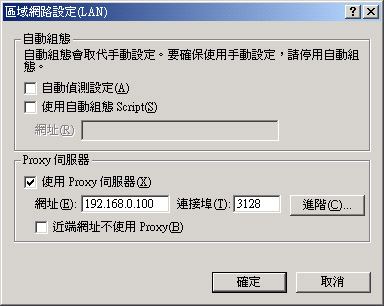 區域網路設定(LAN)
自動組態
自動組態會取代手動設定。要確保使用手動設定，請停用自動組
態。
自動偵測設定(A)
使用自動組態 Script(S)
網址(R)
Proxy 伺服器
使用 Proxy 伺服器(X)
網址(E): 192.168.0.100 連接埠(T): 3128 進階(C)...
近端網址不使用 Proxy(B)
確定 取消